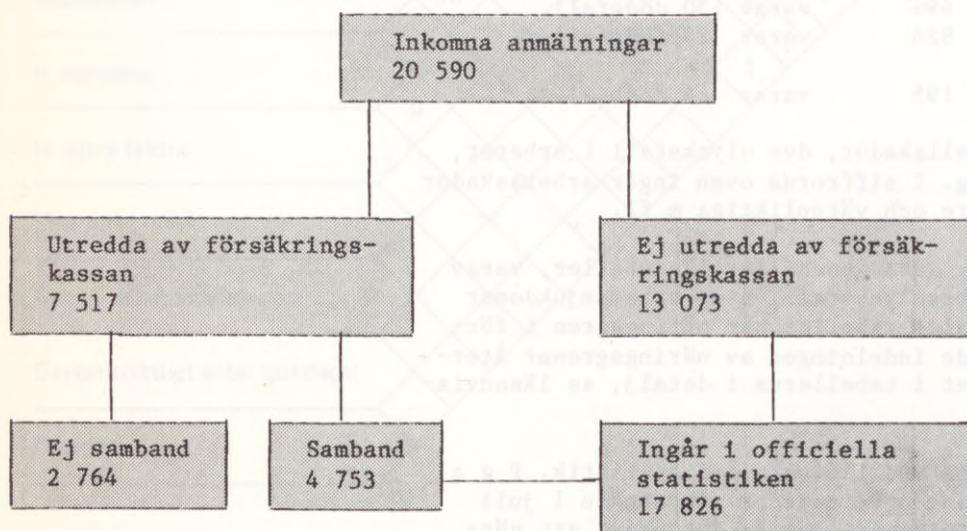 Inkomna anmälningar
20 590
Utredda av försäkrings-
kassan
7 517
Ej utredda av försäk-
ringskassan
13 073
Ej samband
2 764
Samband
4 753
Ingår i officiella
statistiken
17 826